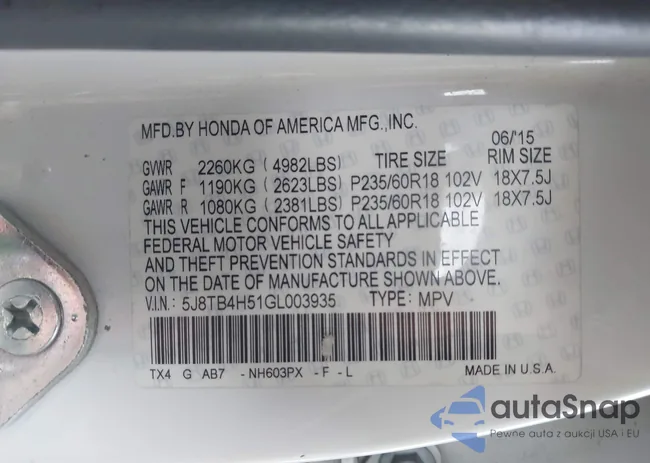 MFD.BY HONDA OF AMERICA MFG.,INC.
06/'15
GVWR 2260KG (4982LBS) TIRE SIZE RIM SIZE
GAWR F 1190KG (2623LBS) P235/60R18 102V 18X7.5J
GAWR R 1080KG (2381LBS) P235/60R18 102V 18X7.5J
THIS VEHICLE CONFORMS TO ALL APPLICABLE
FEDERAL MOTOR VEHICLE SAFETY
AND THEFT PREVENTION STANDARDS IN EFFECT
ON THE DATE OF MANUFACTURE SHOWN ABOVE.
V.I.N.: 5J8TB4H51GL003935 TYPE: MPV
TX4 G AB7 - NH603PX - F - L MADE IN U.S.A.
autaSnap
Pewne auta z aukcji USA i EU